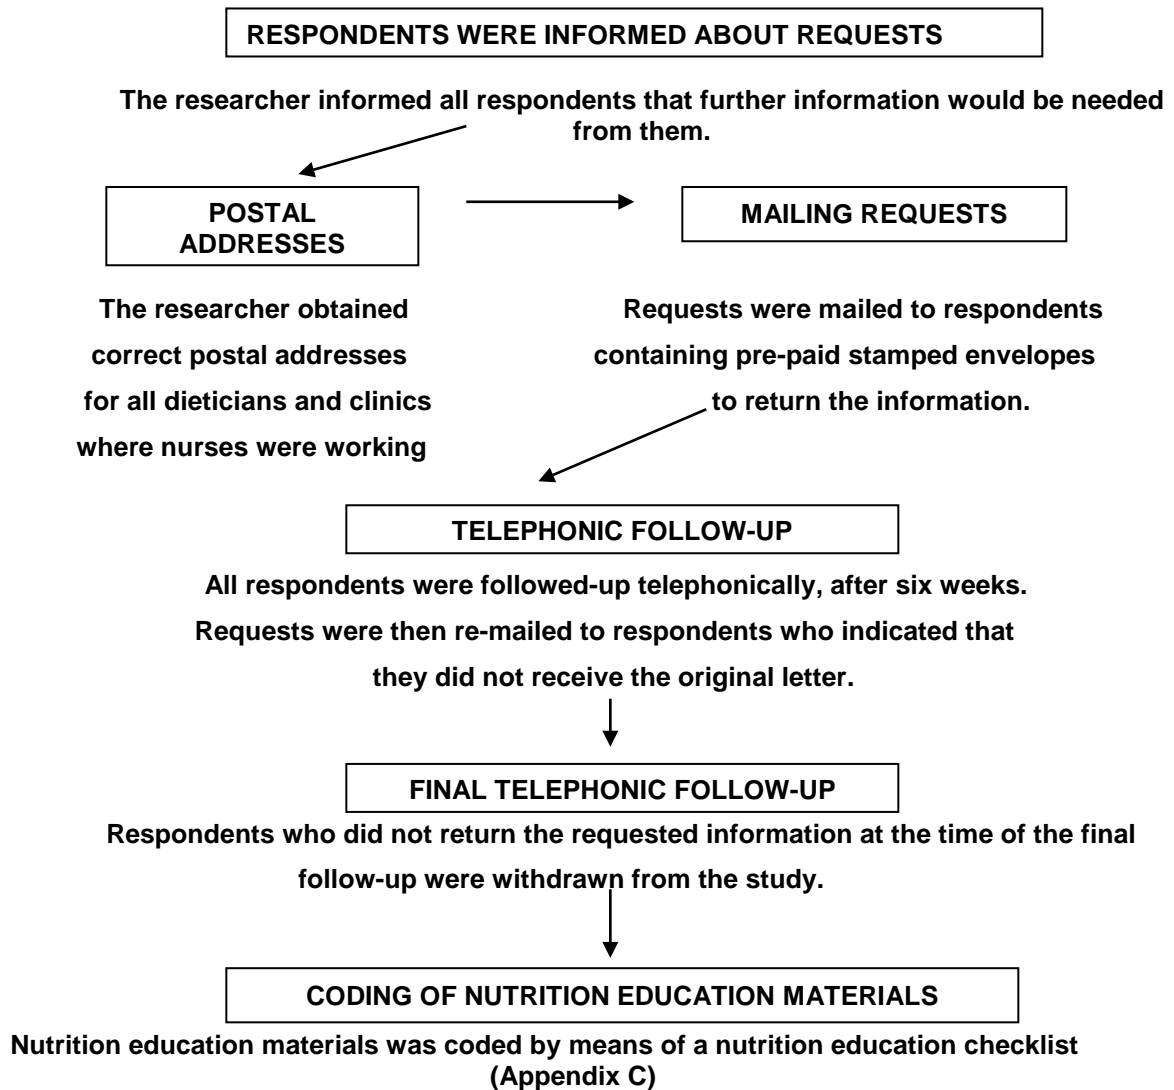 RESPONDENTS WERE INFORMED ABOUT REQUESTS
The researcher informed all respondents that further information would be needed
from them.
POSTAL
ADDRESSES
MAILING REQUESTS
The researcher obtained
correct postal addresses
for all dieticians and clinics
where nurses were working
Requests were mailed to respondents
containing pre-paid stamped envelopes
to return the information.
TELEPHONIC FOLLOW-UP
All respondents were followed-up telephonically, after six weeks.
Requests were then re-mailed to respondents who indicated that
they did not receive the original letter.
FINAL TELEPHONIC FOLLOW-UP
Respondents who did not return the requested information at the time of the final
follow-up were withdrawn from the study.
CODING OF NUTRITION EDUCATION MATERIALS
Nutrition education materials was coded by means of a nutrition education checklist
(Appendix C)